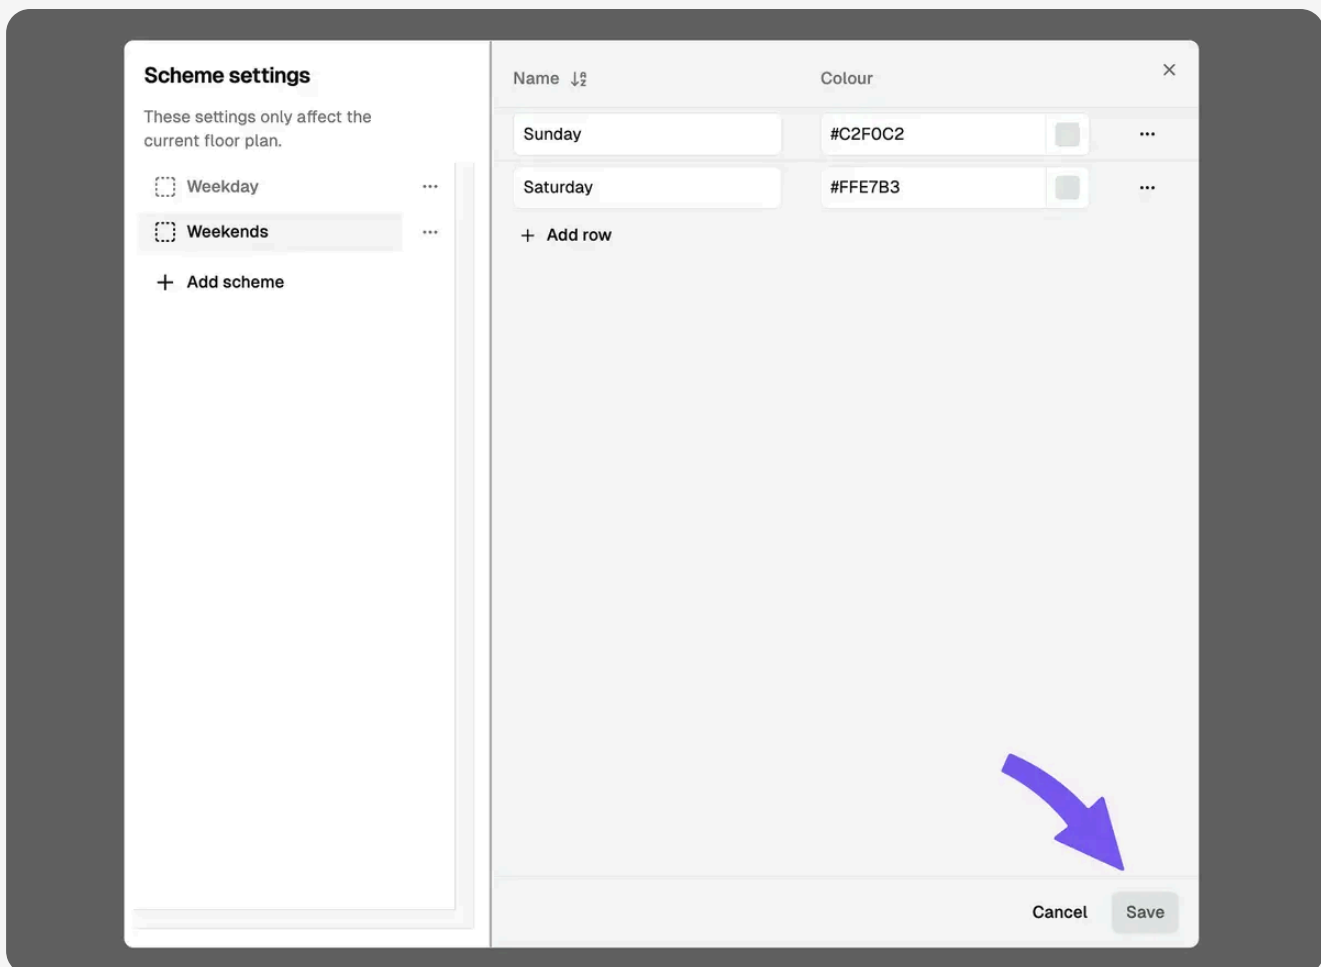 Scheme settings
These settings only affect the
current floor plan.
Weekday
Weekends
Add scheme
Name Colour
Sunday #C2F0C2
Saturday #FFE7B3
Add row
Cancel Save